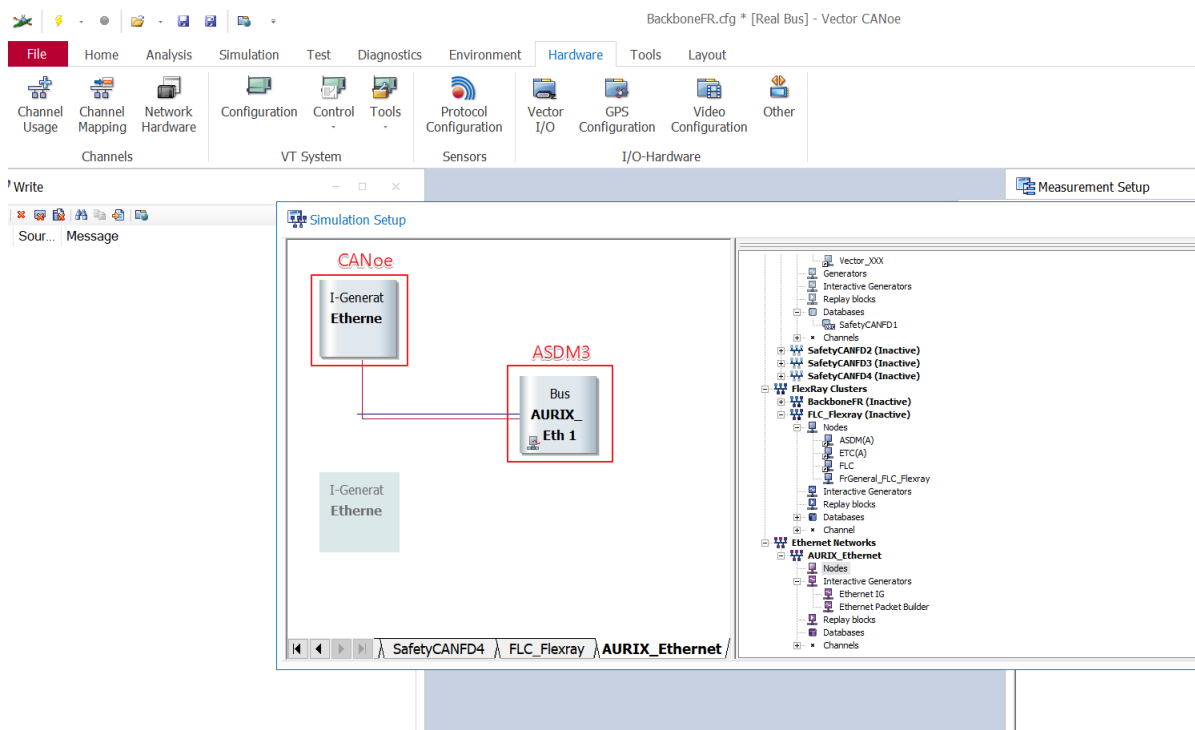 BackboneFR.cfg * [Real Bus] - Vector CANoe
File Home Analysis Simulation Test Diagnostics Environment Hardware Tools Layout
Channel Usage
Channel Mapping
Network Hardware
Configuration
Control
Tools
Protocol Configuration
Vector I/O
GPS Configuration
Video Configuration
Other
Channels
VT System
Sensors
I/O-Hardware
Write
Sour... Message
Measurement Setup
Simulation Setup
CANoe
I-Generat
Etherne
ASDM3
Bus
AURIX_
Eth 1
I-Generat
Etherne
SafetyCANFD4 FLC_Flexray AURIX_Ethernet
Vector_XXX
Generators
Interactive Generators
Replay blocks
Databases
SafetyCANFD1
Channels
SafetyCANFD2 (Inactive)
SafetyCANFD3 (Inactive)
SafetyCANFD4 (Inactive)
FlexRay Clusters
BackboneFR (Inactive)
FLC_Flexray (Inactive)
Nodes
ASDM(A)
ETC(A)
FLC
FrGeneral_FLC_Flexray
Interactive Generators
Replay blocks
Databases
Channel
Ethernet Networks
AURIX_Ethernet
Nodes
Interactive Generators
Ethernet IG
Ethernet Packet Builder
Replay blocks
Databases
Channels